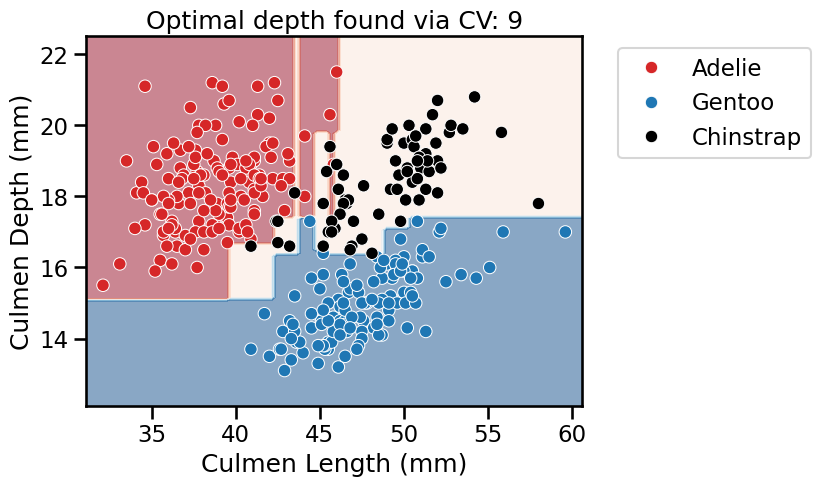 Optimal depth found via CV: 9
22
20
18
16
14
Culmen Depth (mm)
35 40 45 50 55 60
Culmen Length (mm)
Adelie
Gentoo
Chinstrap